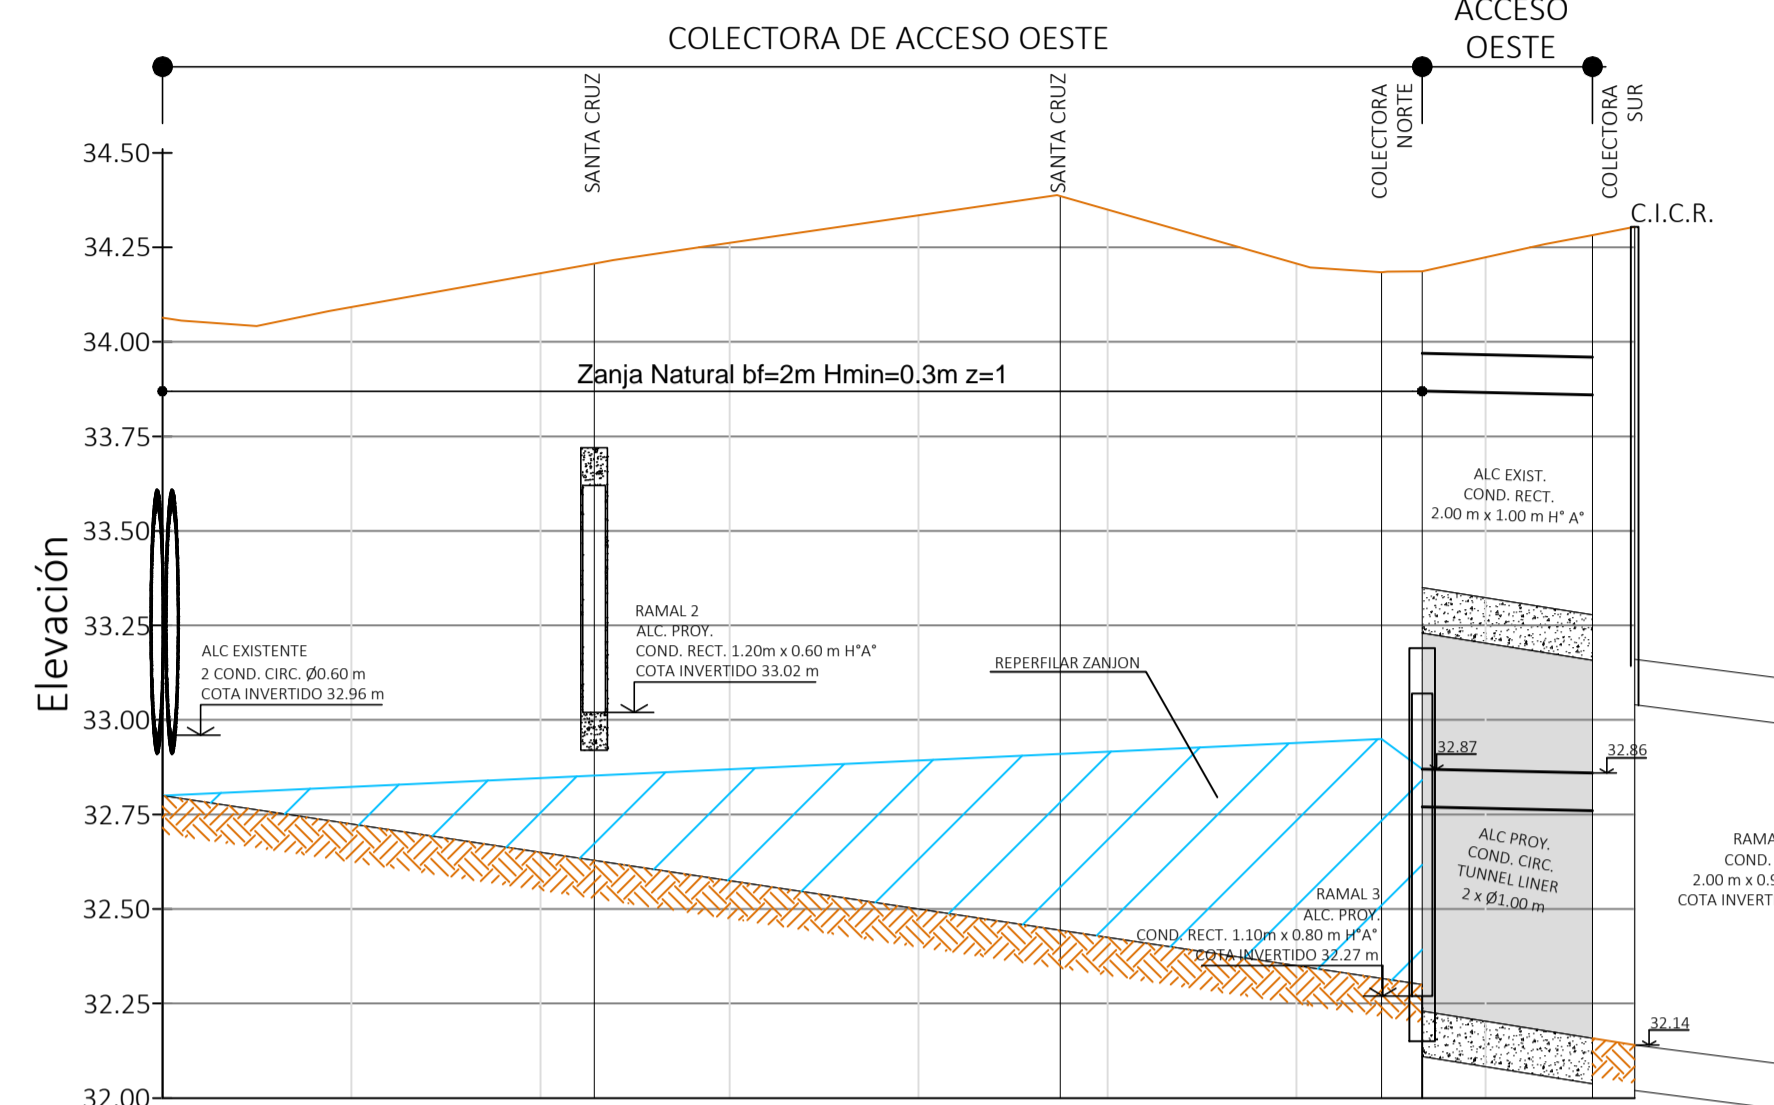 COLECTORA DE ACCESO OESTE
ACCESO
OESTE
SANTA CRUZ
SANTA CRUZ
COLECTORA
NORTE
COLECTORA
SUR
C.I.C.R.
34.50
34.25
34.00
33.75
33.50
33.25
33.00
32.75
32.50
32.25
32.00
Elevación
Zanja Natural bf=2m Hmin=0.3m z=1
ALC EXIST.
COND. RECT.
2.00 m x 1.00 m H° A°
RAMAL 2
ALC. PROY.
COND. RECT. 1.20m x 0.60 m H°A°
COTA INVERTIDO 33.02 m
ALC EXISTENTE
2 COND. CIRC. Ø0.60 m
COTA INVERTIDO 32.96 m
REPERFILAR ZANJON
32.87
32.86
ALC PROY.
COND. CIRC.
TUNNEL LINER
2 x Ø1.00 m
RAMAL 3
ALC. PROY.
COND. RECT. 1.10m x 0.80 m H°A°
COTA INVERTIDO 32.27 m
32.14
RAMA
COND.
2.00 m x 0.9
COTA INVERT